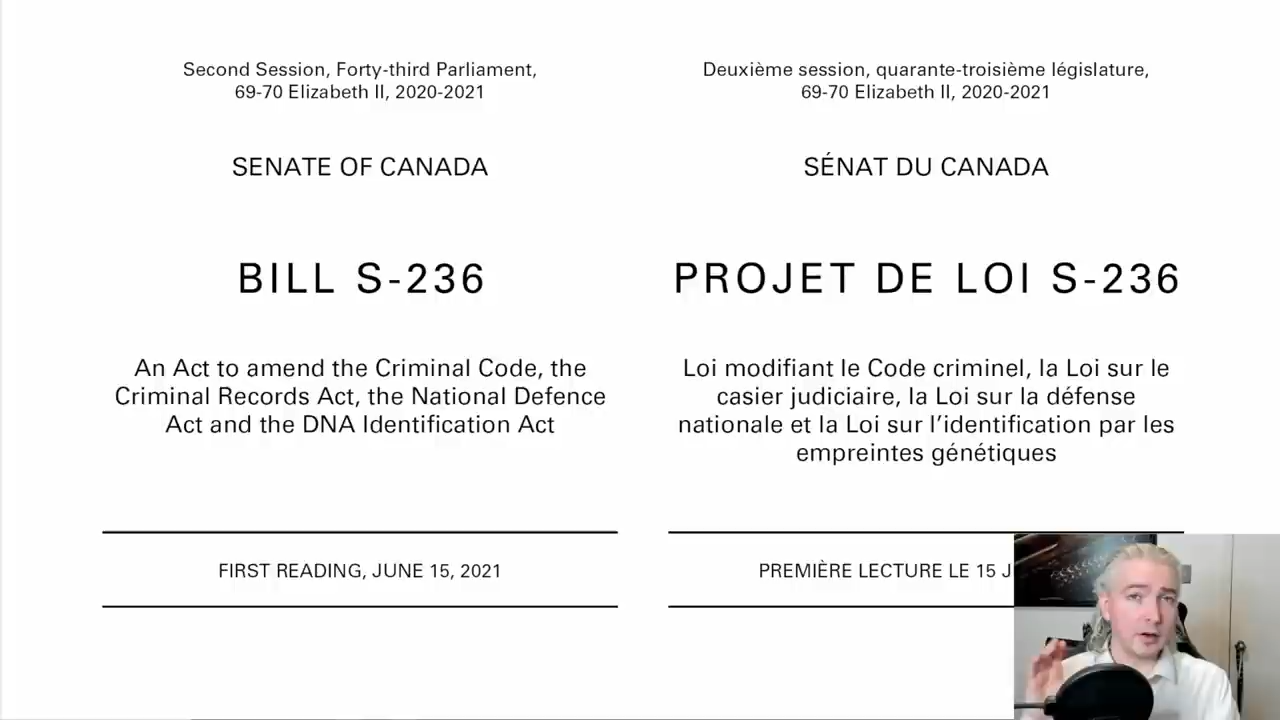 Second Session, Forty-third Parliament,
69-70 Elizabeth II, 2020-2021
SENATE OF CANADA
BILL S-236
An Act to amend the Criminal Code, the
Criminal Records Act, the National Defence
Act and the DNA Identification Act
FIRST READING, JUNE 15, 2021
Deuxième session, quarante-troisième législature,
69-70 Elizabeth II, 2020-2021
SÉNAT DU CANADA
PROJET DE LOI S-236
Loi modifiant le Code criminel, la Loi sur le
casier judiciaire, la Loi sur la défense
nationale et la Loi sur l’identification par les
empreintes génétiques
PREMIÈRE LECTURE LE 15 J